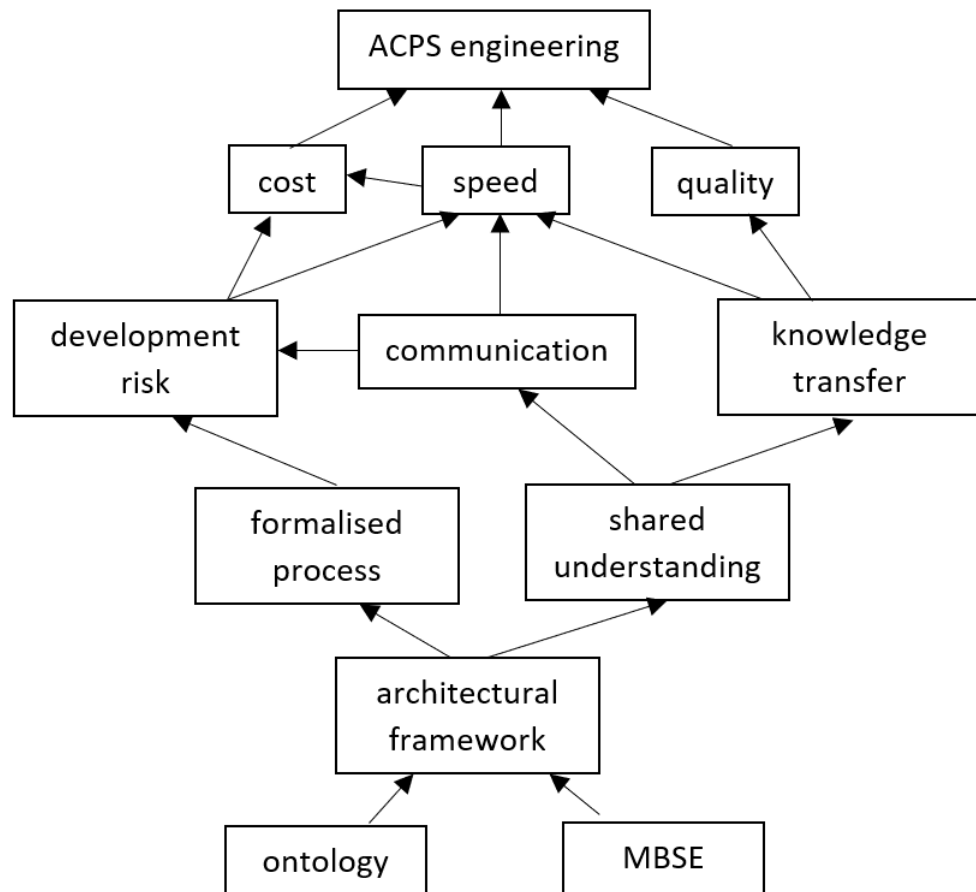 ACPS engineering
cost
speed
quality
development
risk
communication
knowledge
transfer
formalised
process
shared
understanding
architectural
framework
ontology
MBSE